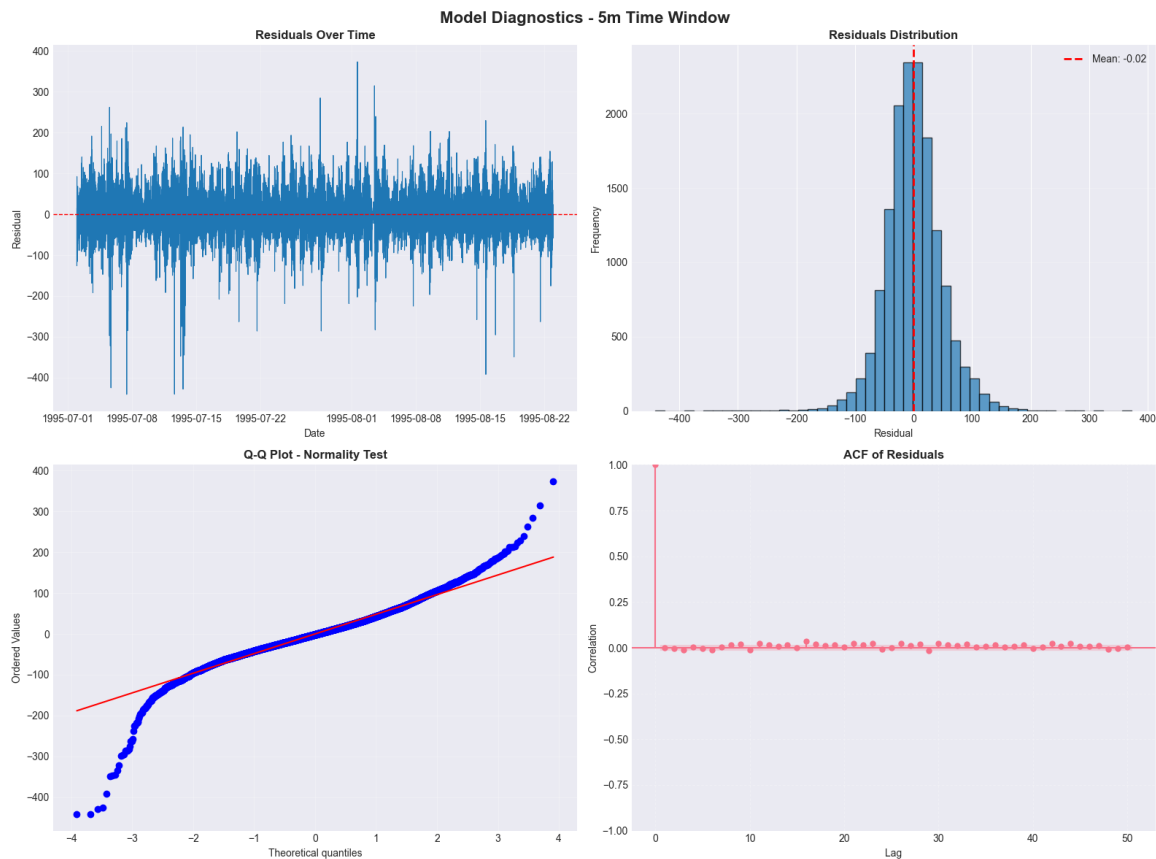 Model Diagnostics - 5m Time Window
Residuals Over Time
400
300
200
100
0
−100
−200
−300
−400
Residual
1995-07-01 1995-07-08 1995-07-15 1995-07-22 1995-08-01 1995-08-08 1995-08-15 1995-08-22
Date
Residuals Distribution
Mean: -0.02
2000
1500
1000
500
0
Frequency
−400 −300 −200 −100 0 100 200 300 400
Residual
Q-Q Plot - Normality Test
400
300
200
100
0
−100
−200
−300
−400
Ordered Values
−4 −3 −2 −1 0 1 2 3 4
Theoretical quantiles
ACF of Residuals
1.00
0.75
0.50
0.25
0.00
−0.25
−0.50
−0.75
−1.00
Correlation
0 10 20 30 40 50
Lag